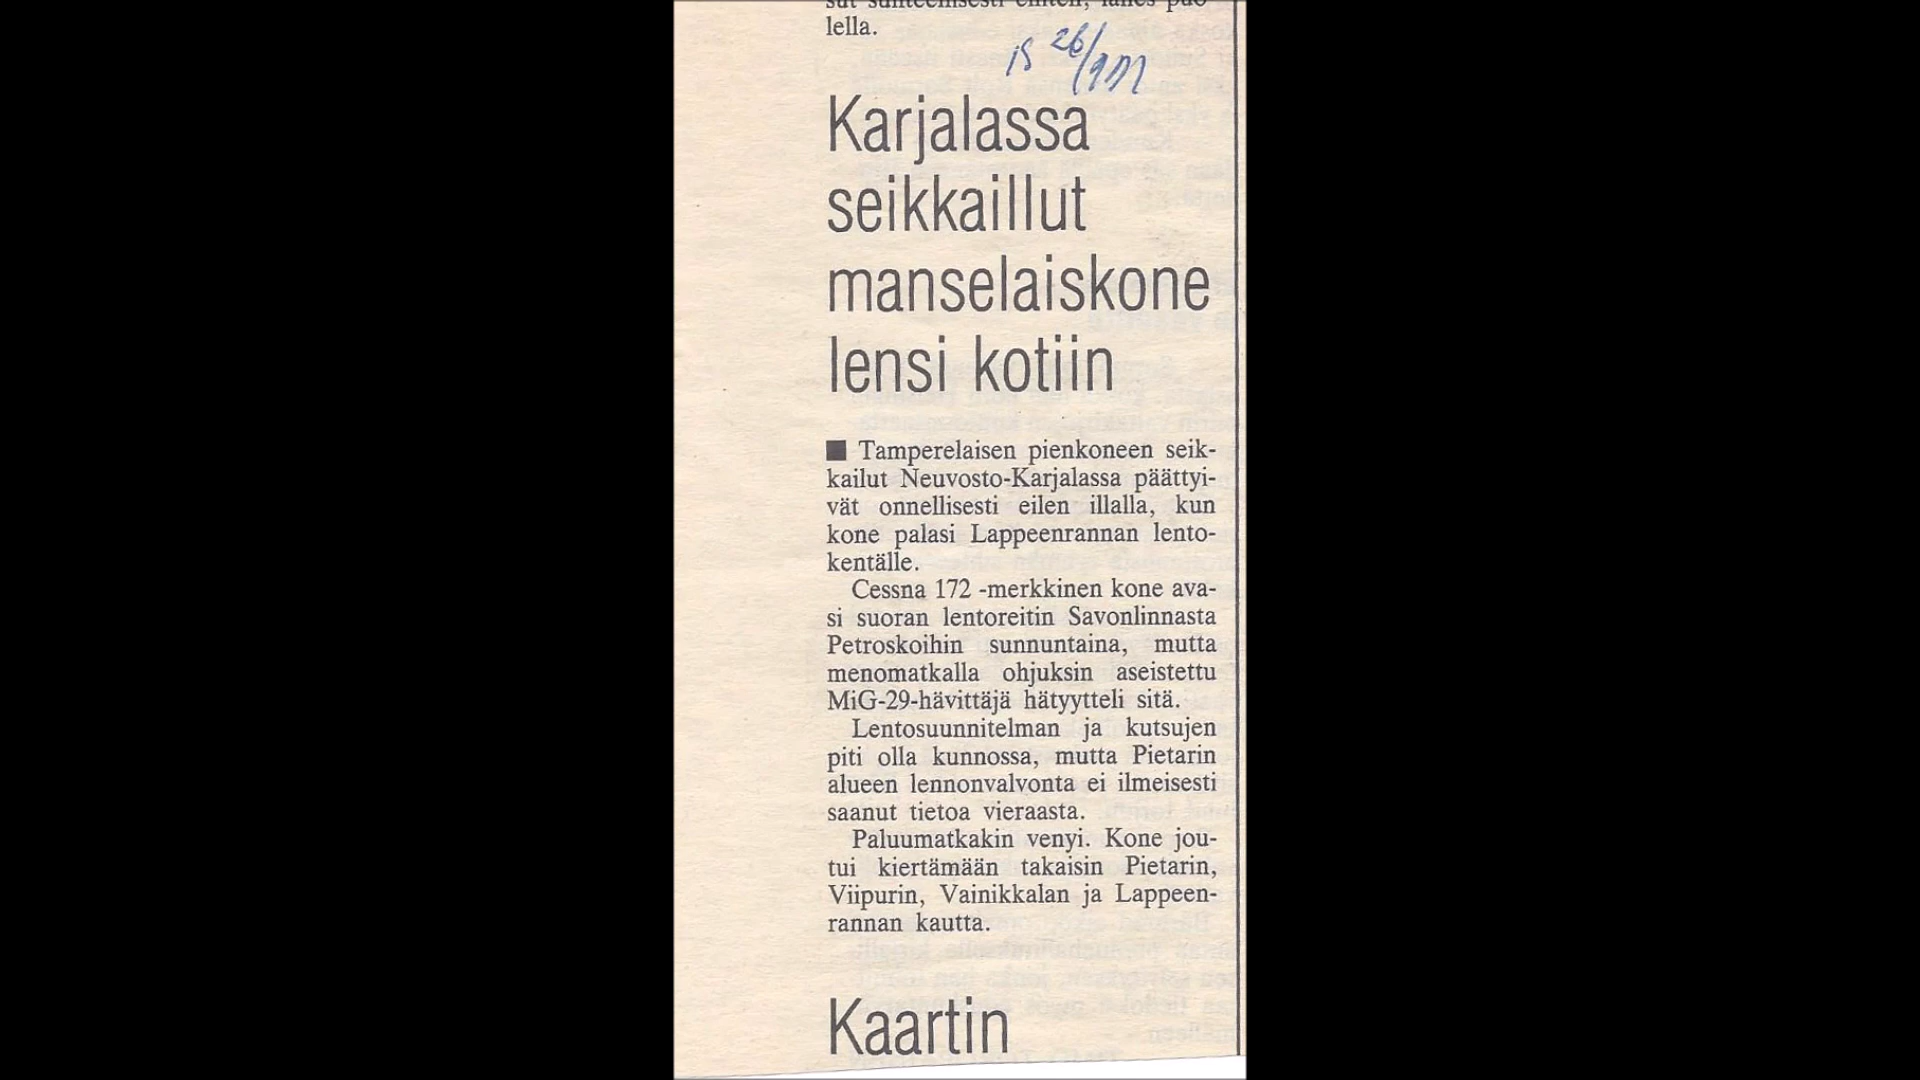 lella.
IS 26/
Karjalassa
seikkaillut
manselaiskone
lensi kotiin
■ Tamperelaisen pienkoneen seik-
kailut Neuvosto-Karjalassa päättyi-
vät onnellisesti eilen illalla, kun
kone palasi Lappeenrannan lento-
kentälle.
Cessna 172 -merkkinen kone ava-
si suoran lentoreitin Savonlinnasta
Petroskoihin sunnuntaina, mutta
menomatkalla ohjuksin aseistettu
MiG-29-hävittäjä hätyytteli sitä.
Lentosuunnitelman ja kutsujen
piti olla kunnossa, mutta Pietarin
alueen lennonvalvonta ei ilmeisesti
saanut tietoa vieraasta.
Paluumatkakin venyi. Kone jou-
tui kiertämään takaisin Pietarin,
Viipurin, Vainikkalan ja Lappeen-
rannan kautta.
Kaartin